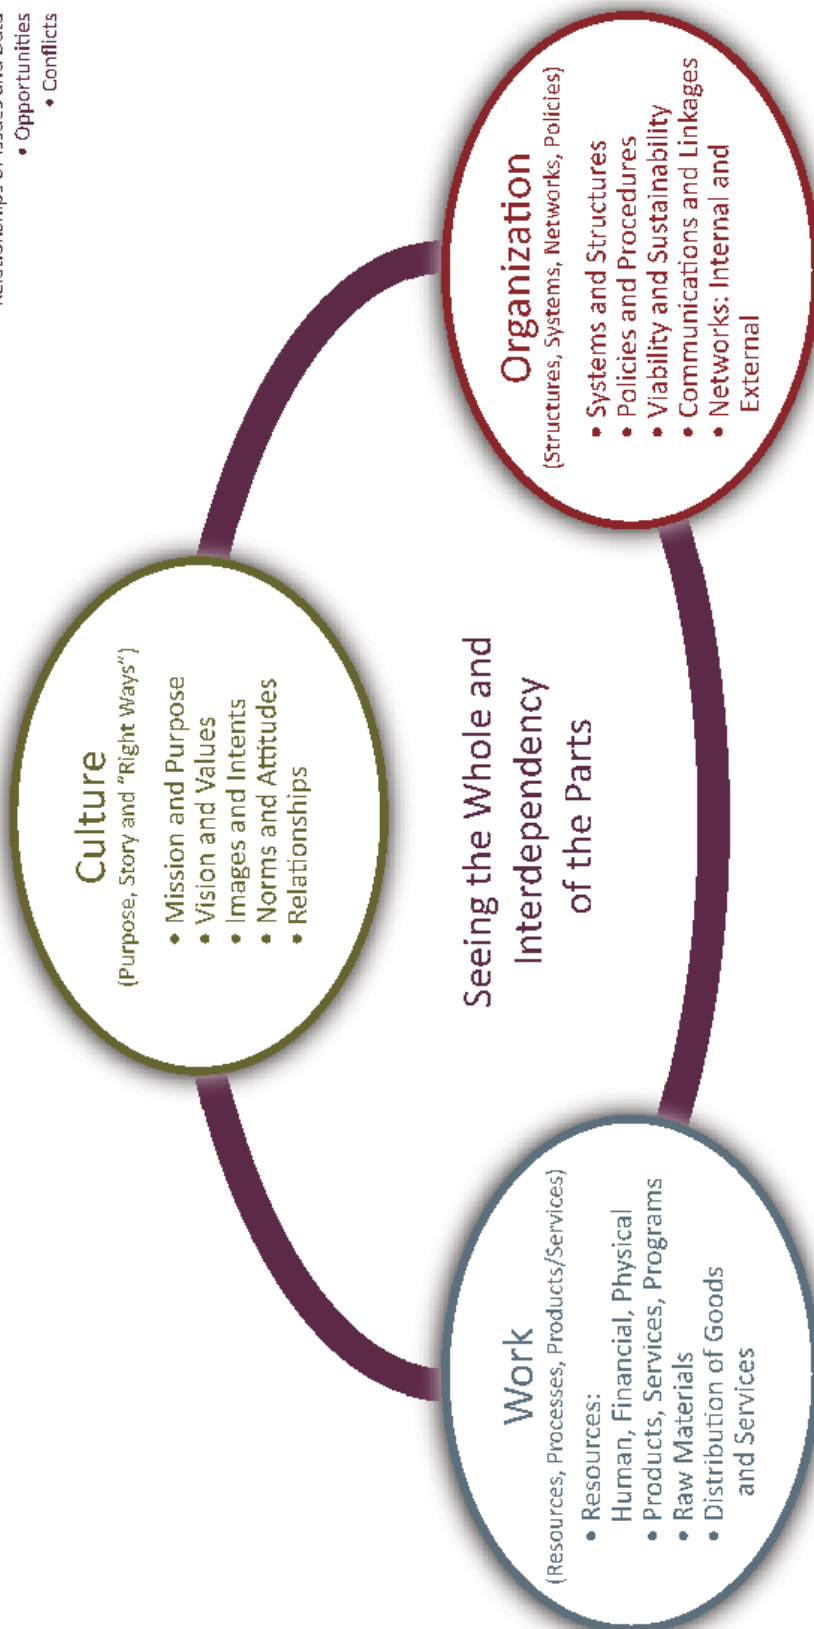 • Opportunities
• Conflicts
Culture
(Purpose, Story and "Right Ways")
• Mission and Purpose
• Vision and Values
• Images and Intents
• Norms and Attitudes
• Relationships
Seeing the Whole and
Interdependency
of the Parts
Work
(Resources, Processes, Products/Services)
• Resources:
Human, Financial, Physical
• Products, Services, Programs
• Raw Materials
• Distribution of Goods
and Services
Organization
(Structures, Systems, Networks, Policies)
• Systems and Structures
• Policies and Procedures
• Viability and Sustainability
• Communications and Linkages
• Networks: Internal and
External